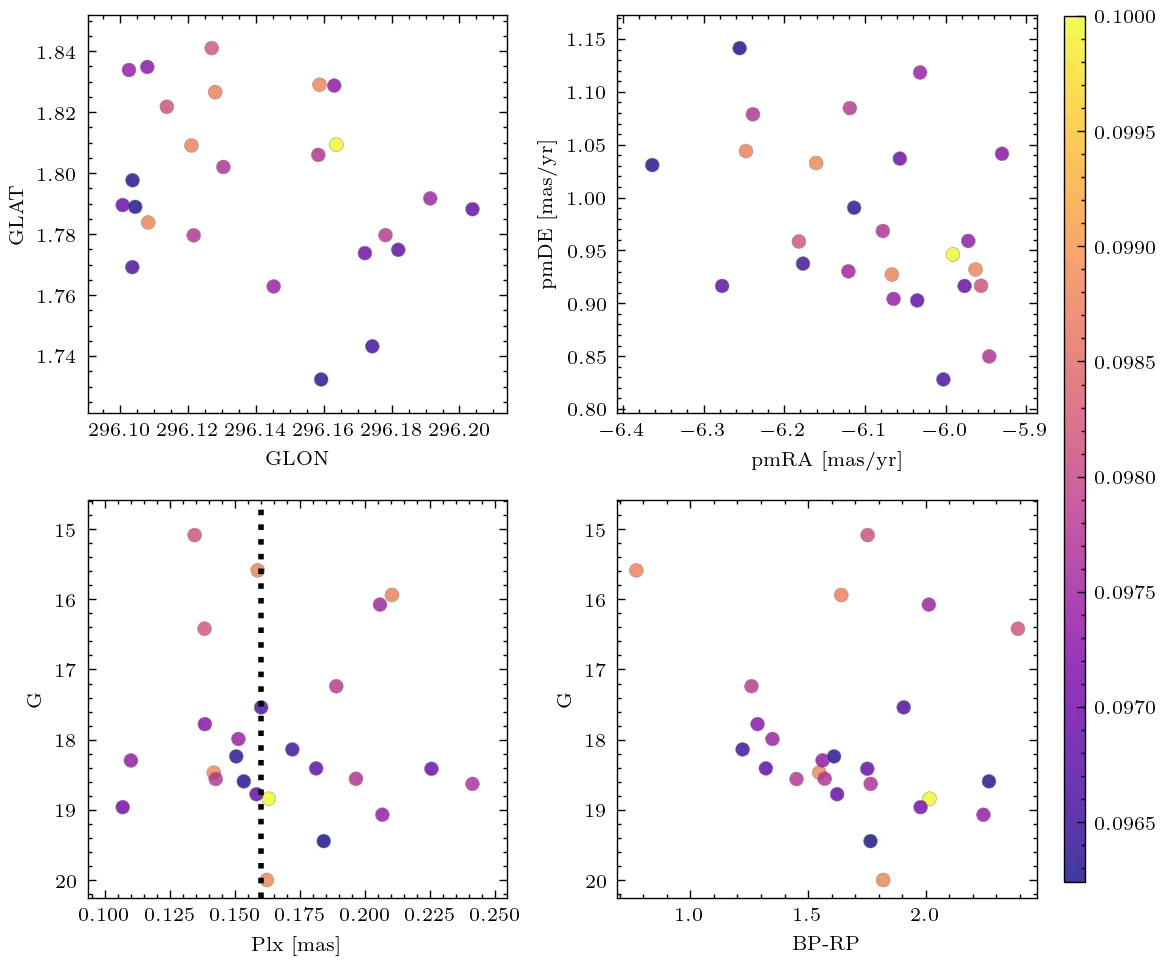 1.84
1.82
1.80
1.78
1.76
1.74
GLAT
296.10 296.12 296.14 296.16 296.18 296.20
GLON
1.15
1.10
1.05
1.00
0.95
0.90
0.85
0.80
pmDE [mas/yr]
−6.4 −6.3 −6.2 −6.1 −6.0 −5.9
pmRA [mas/yr]
0.1000
0.0995
0.0990
0.0985
0.0980
0.0975
0.0970
0.0965
15
16
17
18
19
20
G
0.100 0.125 0.150 0.175 0.200 0.225 0.250
Plx [mas]
15
16
17
18
19
20
G
1.0 1.5 2.0
BP-RP